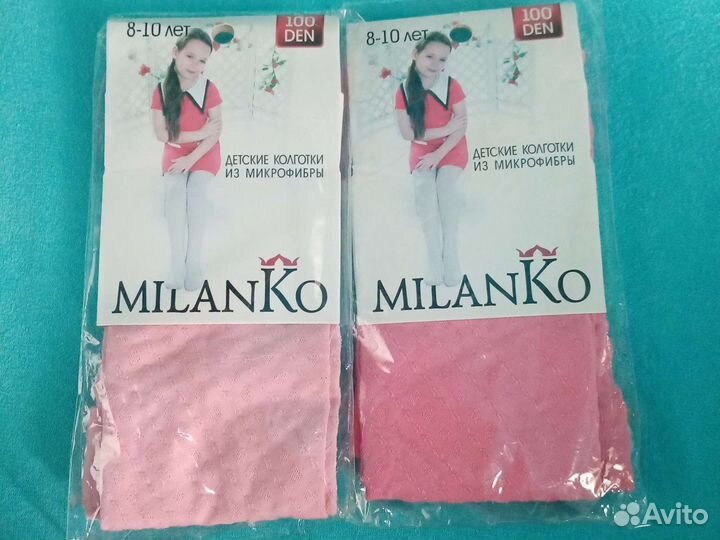 8-10 лет
100
DEN
ДЕТСКИЕ КОЛГОТКИ
ИЗ МИКРОФИБРЫ
MILANKO
8-10 лет
100
DEN
ДЕТСКИЕ КОЛГОТКИ
ИЗ МИКРОФИБРЫ
MILANKO
Avito